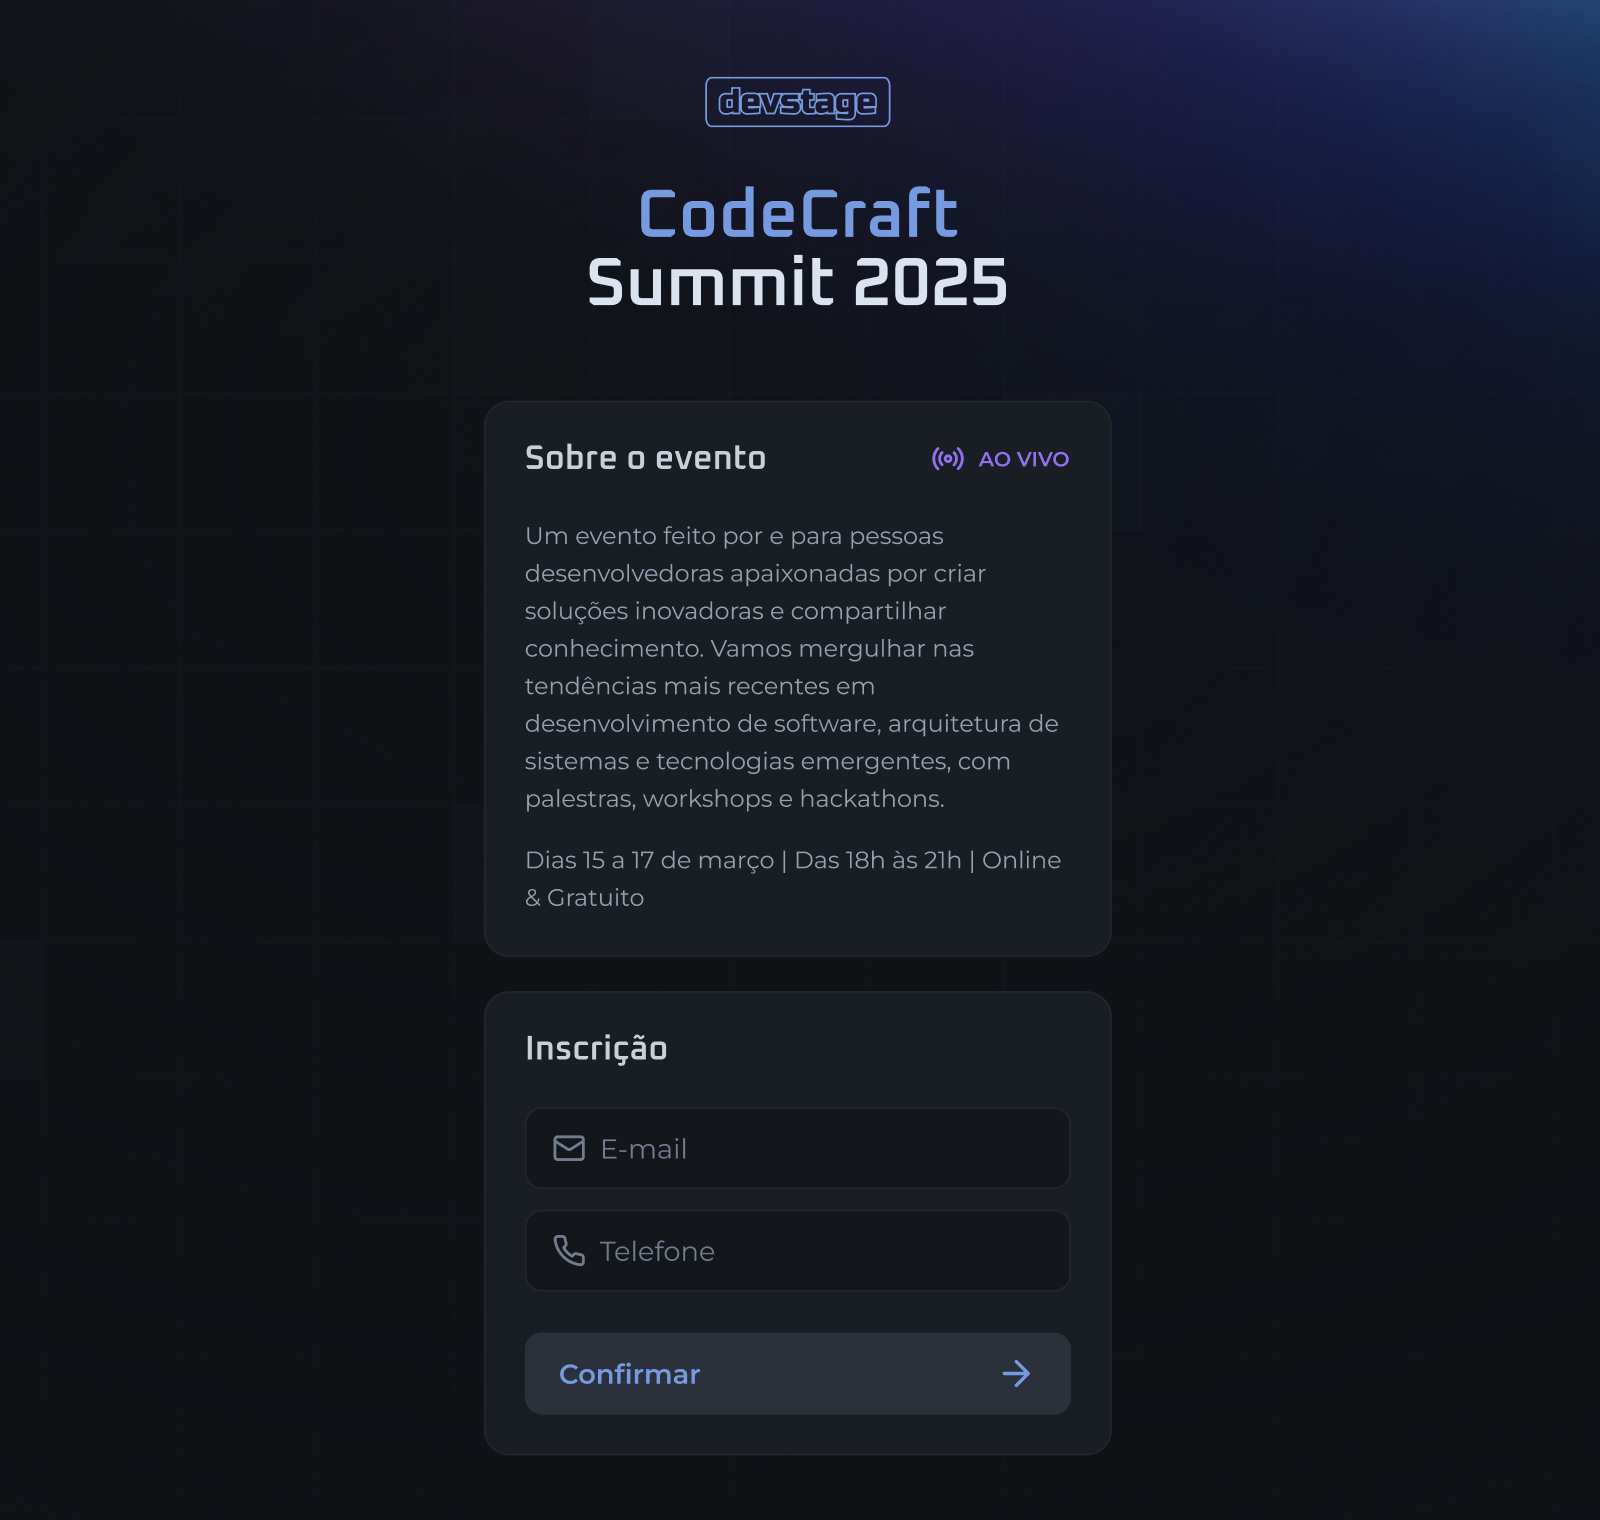 devstage
CodeCraft
Summit 2025
Sobre o evento
AO VIVO
Um evento feito por e para pessoas
desenvolvedoras apaixonadas por criar
soluções inovadoras e compartilhar
conhecimento. Vamos mergulhar nas
tendências mais recentes em
desenvolvimento de software, arquitetura de
sistemas e tecnologias emergentes, com
palestras, workshops e hackathons.
Dias 15 a 17 de março | Das 18h às 21h | Online
& Gratuito
Inscrição
E-mail
Telefone
Confirmar